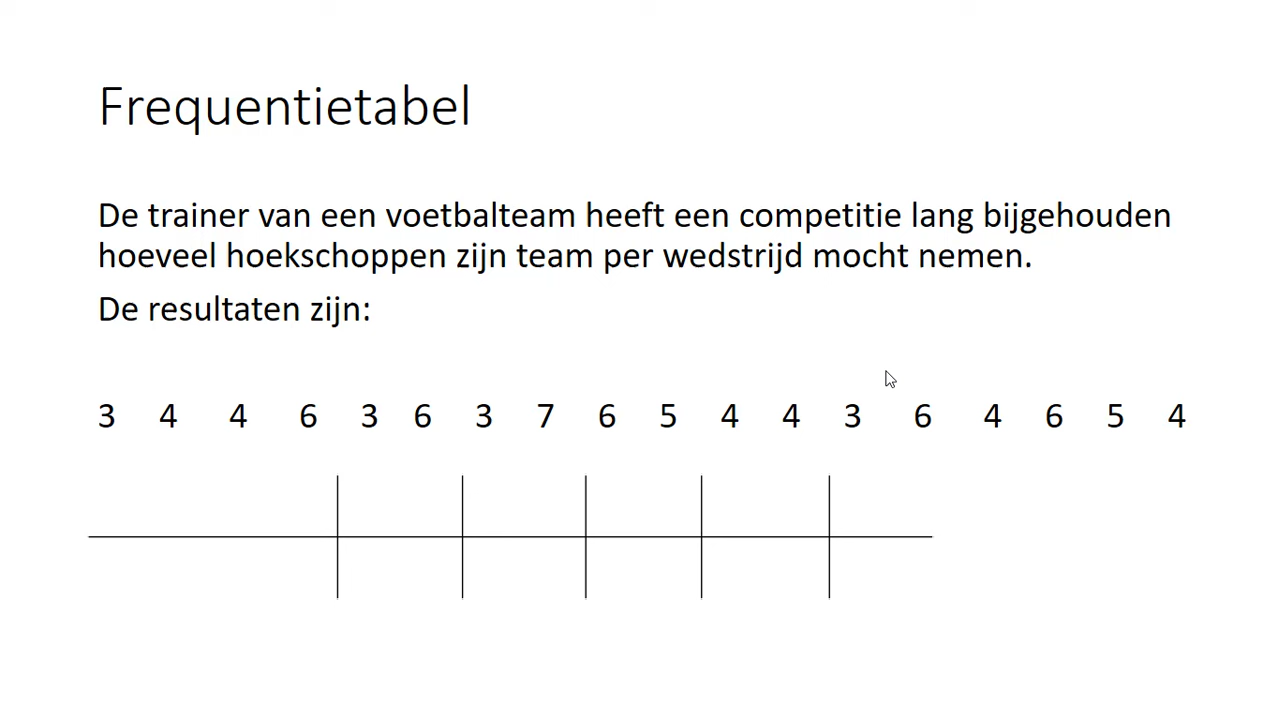 Frequentietabel
De trainer van een voetbalteam heeft een competitie lang bijgehouden
hoeveel hoekschoppen zijn team per wedstrijd mocht nemen.
De resultaten zijn:
3 4 4 6 3 6 3 7 6 5 4 4 3 6 4 6 5 4